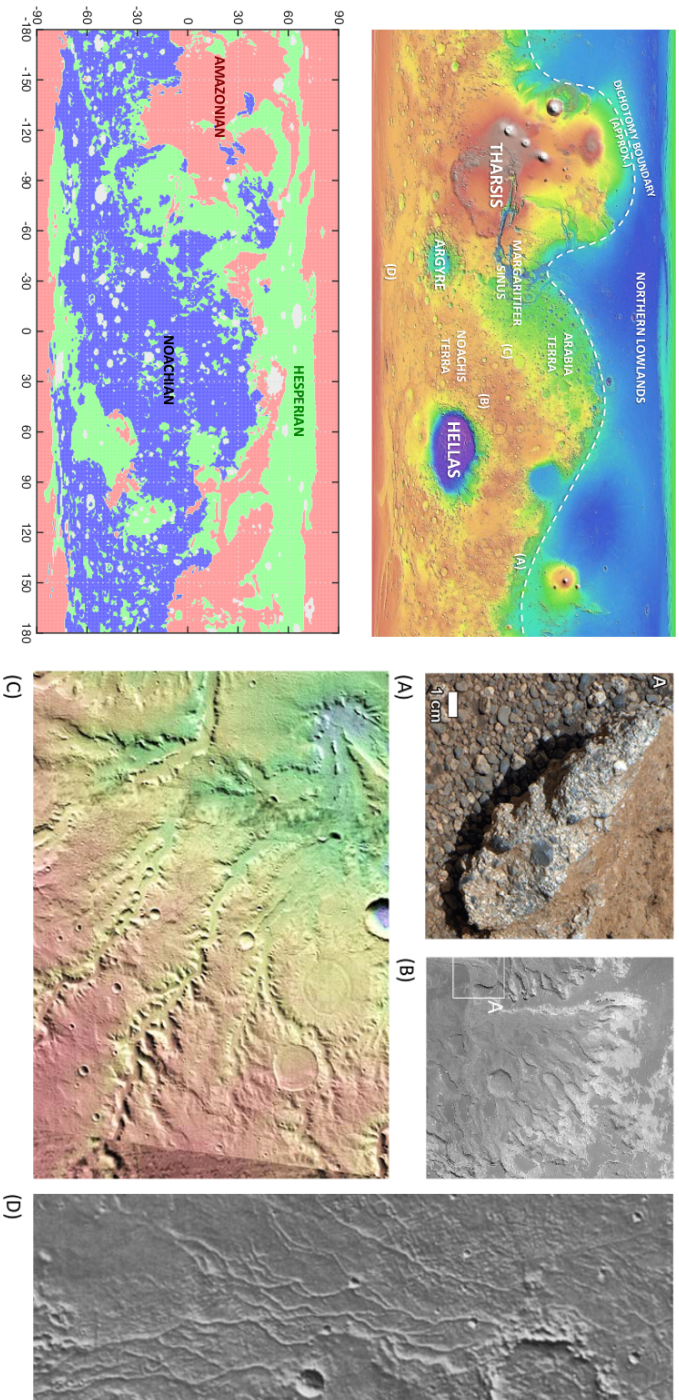 DICHOTOMY BOUNDARY
(APPROX.)
NORTHERN LOWLANDS
ARABIA
TERRA
THARSIS
MARGARITIFER
SINUS
(C)
(A)
NOACHIS
TERRA
(B)
ARGYRE
HELLAS
(D)
90
60
30
0
-30
-60
-90
AMAZONIAN
HESPERIAN
NOACHIAN
-180
-150
-120
-90
-60
-30
0
30
60
90
120
150
180
A
1 cm
(A)
A
(B)
(C)
(D)